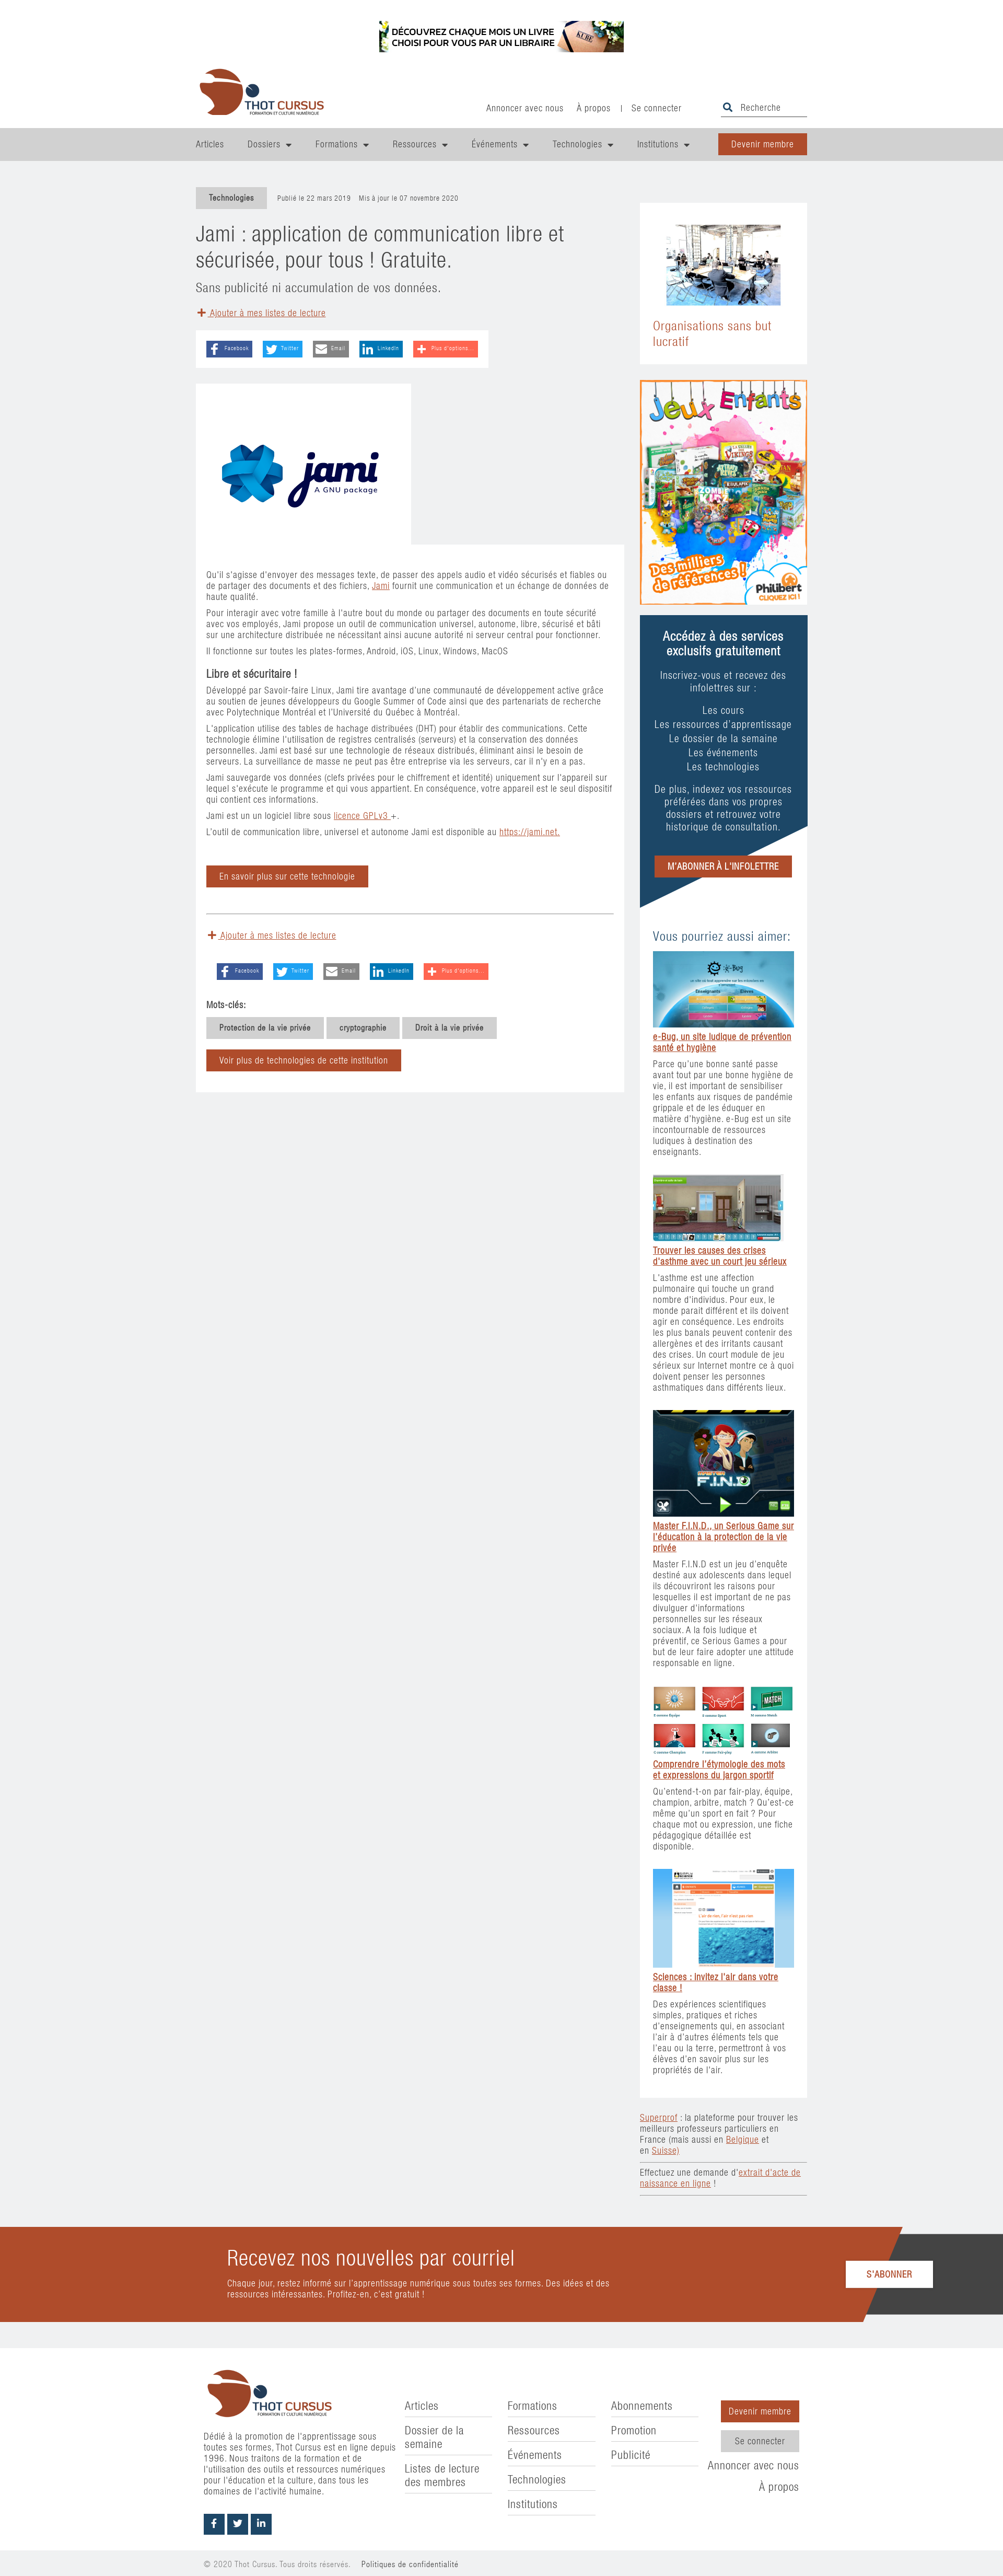 DÉCOUVREZ CHAQUE MOIS UN LIVRE
CHOISI POUR VOUS PAR UN LIBRAIRE
KUBE
THOT CURSUS
FORMATION ET CULTURE NUMÉRIQUE
Annoncer avec nous
À propos
Se connecter
Recherche
Articles
Dossiers
Formations
Ressources
Événements
Technologies
Institutions
Devenir membre
Technologies
Publié le 22 mars 2019 Mis à jour le 07 novembre 2020
Jami : application de communication libre et
sécurisée, pour tous ! Gratuite.
Sans publicité ni accumulation de vos données.
Ajouter à mes listes de lecture
Facebook
Twitter
Email
LinkedIn
Plus d'options...
jami
A GNU package
Qu'il s'agisse d'envoyer des messages texte, de passer des appels audio et vidéo sécurisés et fiables ou
de partager des documents et des fichiers, Jami fournit une communication et un échange de données de
haute qualité.
Pour interagir avec votre famille à l'autre bout du monde ou partager des documents en toute sécurité
avec vos employés, Jami propose un outil de communication universel, autonome, libre, sécurisé et bâti
sur une architecture distribuée ne nécessitant ainsi aucune autorité ni serveur central pour fonctionner.
Il fonctionne sur toutes les plates-formes, Android, iOS, Linux, Windows, MacOS
Libre et sécuritaire !
Développé par Savoir-faire Linux, Jami tire avantage d'une communauté de développement active grâce
au soutien de jeunes développeurs du Google Summer of Code ainsi que des partenariats de recherche
avec Polytechnique Montréal et l'Université du Québec à Montréal.
L'application utilise des tables de hachage distribuées (DHT) pour établir des communications. Cette
technologie élimine l'utilisation de registres centralisés (serveurs) et la conservation des données
personnelles. Jami est basé sur une technologie de réseaux distribués, éliminant ainsi le besoin de
serveurs. La surveillance de masse ne peut pas être entreprise via les serveurs, car il n'y en a pas.
Jami sauvegarde vos données (clefs privées pour le chiffrement et identité) uniquement sur l'appareil sur
lequel s'exécute le programme et qui vous appartient. En conséquence, votre appareil est le seul dispositif
qui contient ces informations.
Jami est un un logiciel libre sous licence GPLv3 +.
L'outil de communication libre, universel et autonome Jami est disponible au https://jami.net.
En savoir plus sur cette technologie
Ajouter à mes listes de lecture
Facebook
Twitter
Email
LinkedIn
Plus d'options...
Mots-clés:
Protection de la vie privée
cryptographie
Droit à la vie privée
Voir plus de technologies de cette institution
Organisations sans but
lucratif
Jeux Enfants
VIKINGS
ZOMBIE
KIDZ
Des milliers
de références !
PHILIBERT
CLIQUEZ ICI !
Accédez à des services
exclusifs gratuitement
Inscrivez-vous et recevez des
infolettres sur :
Les cours
Les ressources d'apprentissage
Le dossier de la semaine
Les événements
Les technologies
De plus, indexez vos ressources
préférées dans vos propres
dossiers et retrouvez votre
historique de consultation.
M'ABONNER À L'INFOLETTRE
Vous pourriez aussi aimer:
e-Bug
e-Bug, un site ludique de prévention
santé et hygiène
Parce qu'une bonne santé passe
avant tout par une bonne hygiène de
vie, il est important de sensibiliser
les enfants aux risques de pandémie
grippale et de les éduquer en
matière d'hygiène. e-Bug est un site
incontournable de ressources
ludiques à destination des
enseignants.
Trouver les causes des crises
d'asthme avec un court jeu sérieux
L'asthme est une affection
pulmonaire qui touche un grand
nombre d'individus. Pour eux, le
monde parait différent et ils doivent
agir en conséquence. Les endroits
les plus banals peuvent contenir des
allergènes et des irritants causant
des crises. Un court module de jeu
sérieux sur Internet montre ce à quoi
doivent penser les personnes
asthmatiques dans différents lieux.
MASTER
F.I.N.D
Master F.I.N.D., un Serious Game sur
l'éducation à la protection de la vie
privée
Master F.I.N.D est un jeu d'enquête
destiné aux adolescents dans lequel
ils découvriront les raisons pour
lesquelles il est important de ne pas
divulguer d'informations
personnelles sur les réseaux
sociaux. A la fois ludique et
préventif, ce Serious Games a pour
but de leur faire adopter une attitude
responsable en ligne.
MATCH
E comme Equipe
S comme Sport
M comme Match
C comme Champion
F comme Fair-play
A comme Arbitre
Comprendre l'étymologie des mots
et expressions du jargon sportif
Qu'entend-t-on par fair-play, équipe,
champion, arbitre, match ? Qu'est-ce
même qu'un sport en fait ? Pour
chaque mot ou expression, une fiche
pédagogique détaillée est
disponible.
Sciences : invitez l'air dans votre
classe !
Des expériences scientifiques
simples, pratiques et riches
d'enseignements qui, en associant
l'air à d'autres éléments tels que
l'eau ou la terre, permettront à vos
élèves d'en savoir plus sur les
propriétés de l'air.
Superprof : la plateforme pour trouver les
meilleurs professeurs particuliers en
France (mais aussi en Belgique et
en Suisse)
Effectuez une demande d'extrait d'acte de
naissance en ligne !
Recevez nos nouvelles par courriel
Chaque jour, restez informé sur l'apprentissage numérique sous toutes ses formes. Des idées et des
ressources intéressantes. Profitez-en, c'est gratuit !
S'ABONNER
THOT CURSUS
FORMATION ET CULTURE NUMÉRIQUE
Dédié à la promotion de l'apprentissage sous
toutes ses formes, Thot Cursus est en ligne depuis
1996. Nous traitons de la formation et de
l'utilisation des outils et ressources numériques
pour l'éducation et la culture, dans tous les
domaines de l'activité humaine.
Articles
Dossier de la
semaine
Listes de lecture
des membres
Formations
Ressources
Événements
Technologies
Institutions
Abonnements
Promotion
Publicité
Devenir membre
Se connecter
Annoncer avec nous
À propos
© 2020 Thot Cursus. Tous droits réservés. Politiques de confidentialité